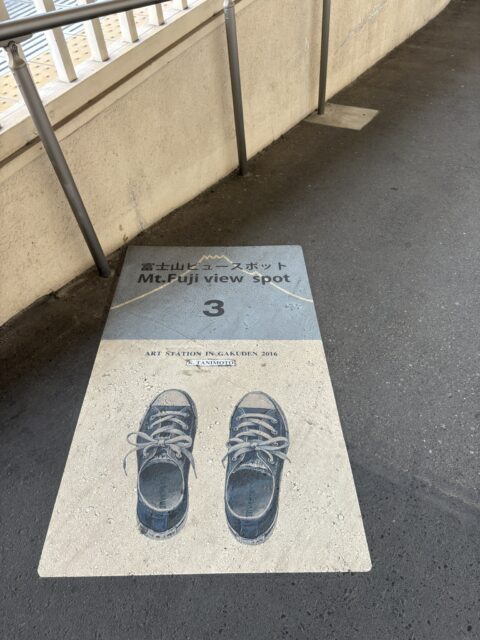 富士山ビュースポット
Mt.Fuji view spot
3
ART STATION IN GAKUDEN 2016
K. TANIMOTO